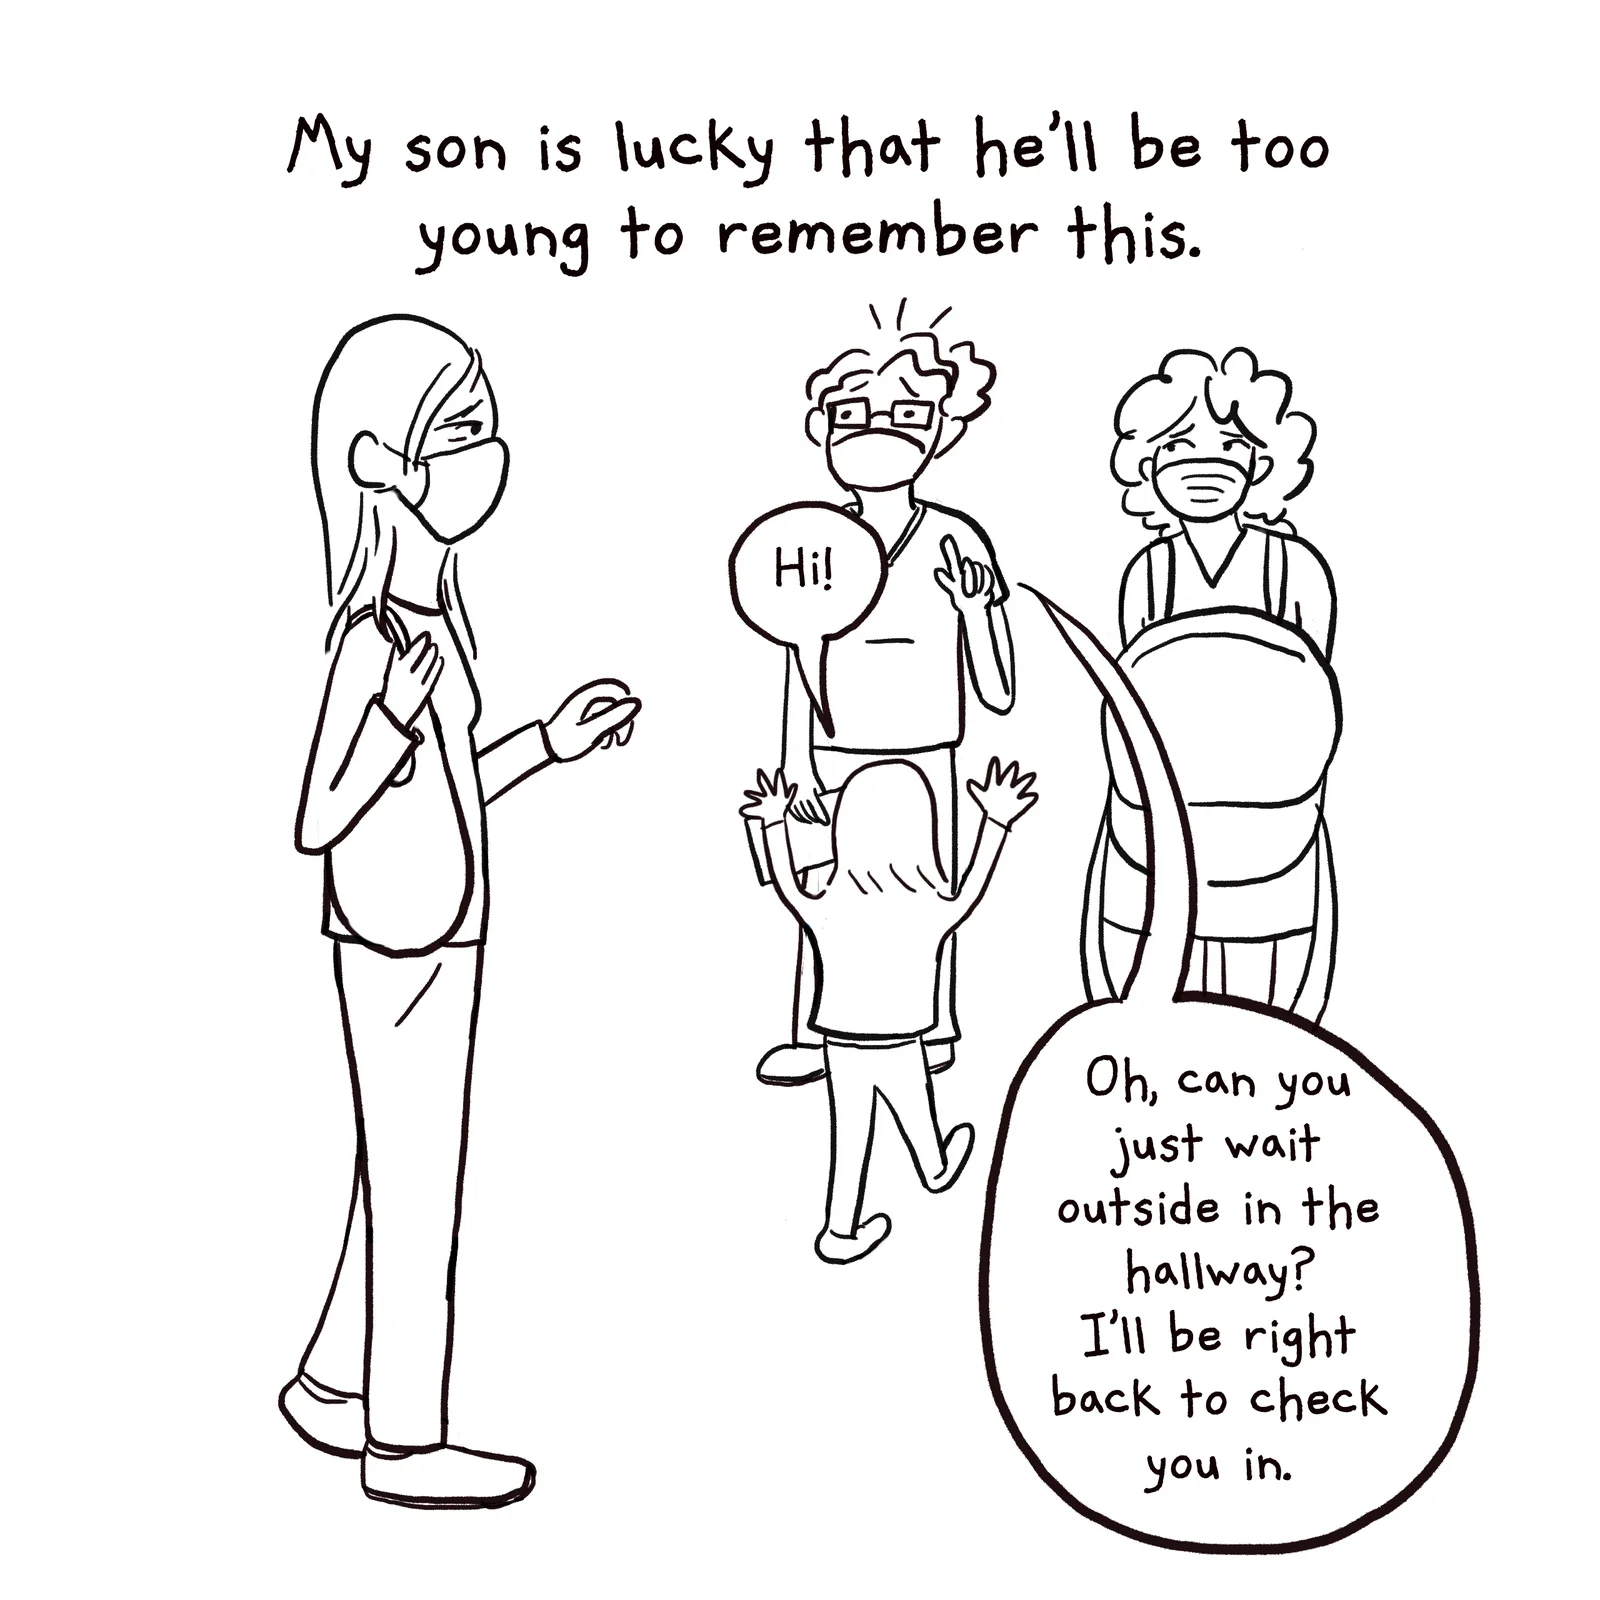 My son is lucky that he'll be too
young to remember this.
Hi!
Oh, can you
just wait
outside in the
hallway?
I'll be right
back to check
you in.